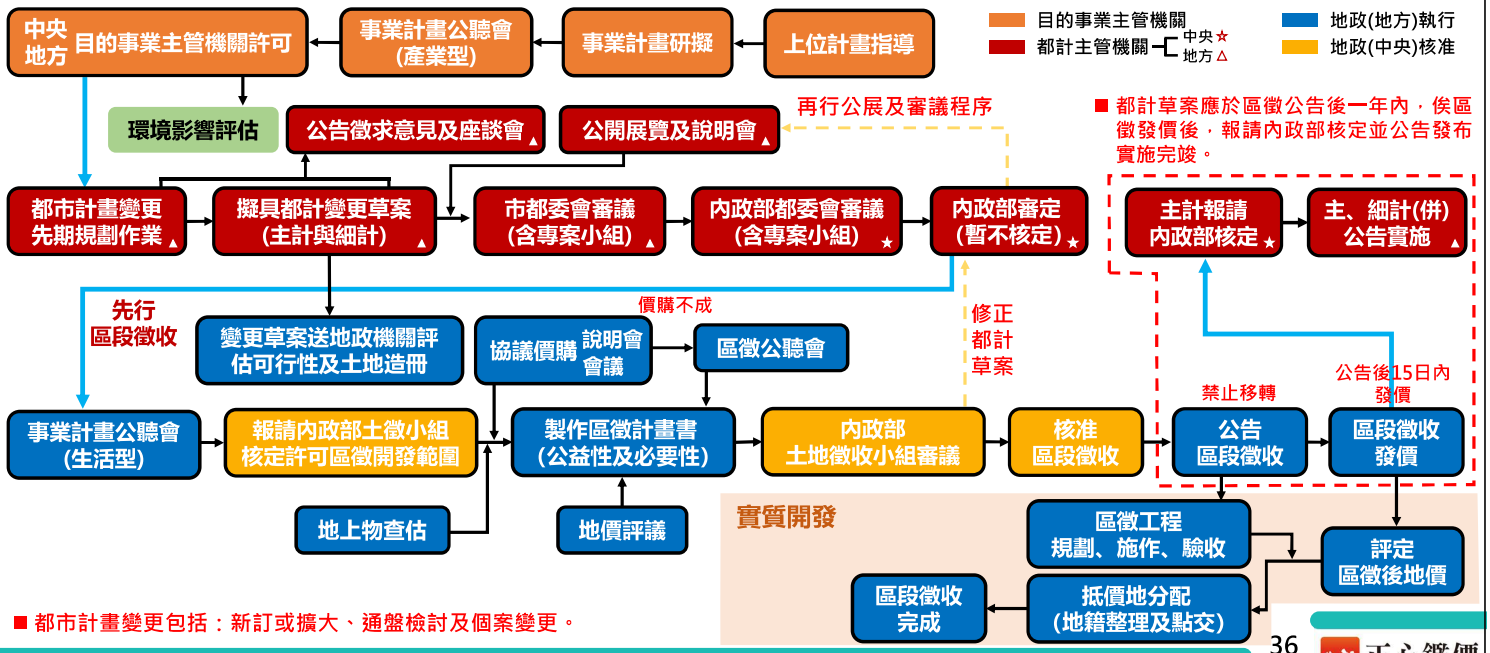 中央
地方
目的事業主管機關許可
事業計畫公聽會
(產業型)
事業計畫研擬
上位計畫指導
目的事業主管機關
都計主管機關
中央☆
地方△
地政(地方)執行
地政(中央)核准
環境影響評估
公告徵求意見及座談會▲
公開展覽及說明會▲
再行公展及審議程序
■ 都計草案應於區徵公告後一年內，俟區
徵發價後，報請內政部核定並公告發布
實施完竣。
都市計畫變更
先期規劃作業▲
擬具都計變更草案
(主計與細計)▲
市都委會審議
(含專案小組)▲
內政部都委會審議
(含專案小組)★
內政部審定
(暫不核定)★
主計報請
內政部核定★
主、細計(併)
公告實施▲
先行
區段徵收
變更草案送地政機關評
估可行性及土地造冊
價購不成
協議價購
說明會
會議
區徵公聽會
修正
都計
草案
禁止移轉
公告後15日內
發價
事業計畫公聽會
(生活型)
報請內政部土徵小組
核定許可區徵開發範圍
製作區徵計畫書
(公益性及必要性)
內政部
土地徵收小組審議
核准
區段徵收
公告
區段徵收
區段徵收
發價
地上物查估
地價評議
實質開發
區徵工程
規劃、施作、驗收
評定
區徵後地價
區段徵收
完成
抵價地分配
(地籍整理及點交)
■ 都市計畫變更包括：新訂或擴大、通盤檢討及個案變更。
36
正心鑑價